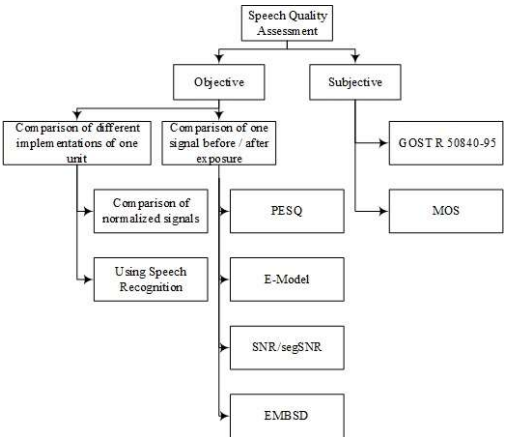 Speech Quality
Assessment
Objective
Subjective
Comparison of different
implementations of one
unit
Comparison of one
signal before / after
exposure
GOST R 50840-95
Comparison of
normalized signals
PESQ
MOS
Using Speech
Recognition
E-Model
SNR/segSNR
EMBSD